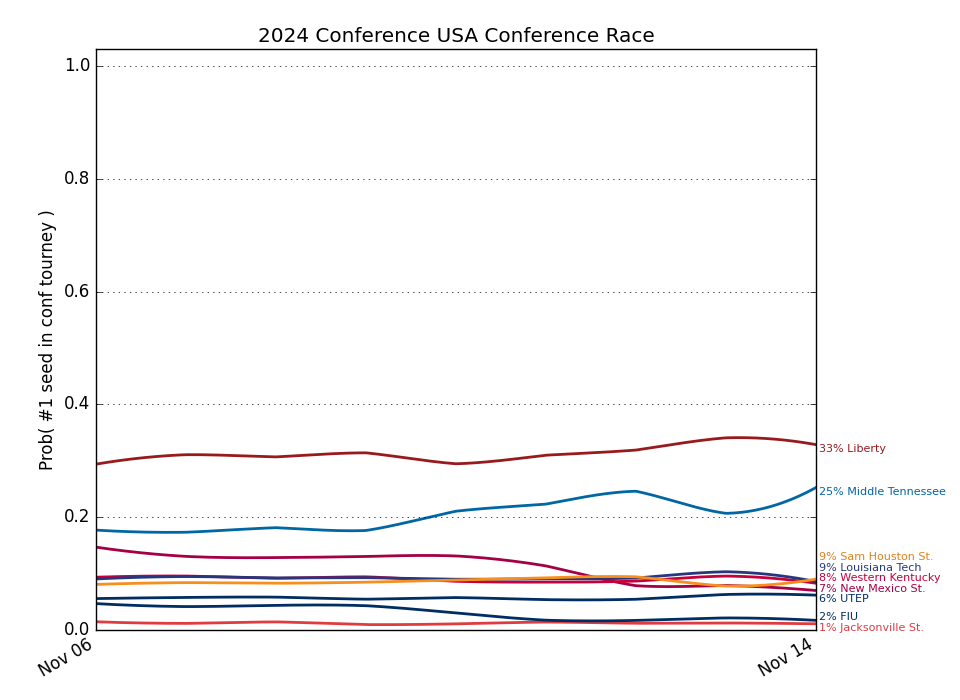 2024 Conference USA Conference Race
Prob( #1 seed in conf tourney )
1.0
0.8
0.6
0.4
0.2
0.0
Nov 06
Nov 14
33% Liberty
25% Middle Tennessee
9% Sam Houston St.
9% Louisiana Tech
8% Western Kentucky
7% New Mexico St.
6% UTEP
2% FIU
1% Jacksonville St.